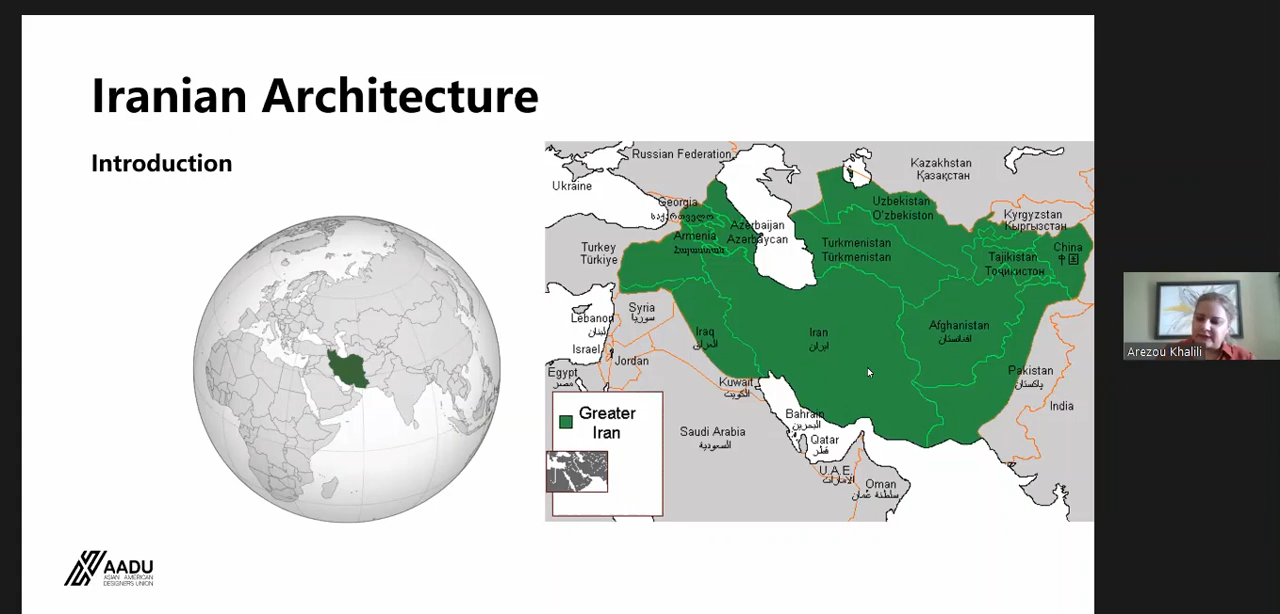 Iranian Architecture
Introduction
Russian Federation
Ukraine
Kazakhstan
Қазақстан
Georgia
საქართველო
Uzbekistan
O'zbekiston
Kyrgyzstan
Кыргызстан
Azerbaijan
Azərbaycan
Armenia
Հայաստան
Turkey
Türkiye
Turkmenistan
Türkmenistan
Tajikistan
Тоҷикистон
China
中国
Syria
سوريا
Lebanon
لبنان
Iraq
العراق
Iran
ایران
Afghanistan
افغانستان
Israel
Jordan
Egypt
مصر
Kuwait
الكويت
Pakistan
پاکستان
India
Bahrain
البحرين
Qatar
قطر
Saudi Arabia
السعودية
U.A.E.
الامارات
Oman
سلطنة عمان
Greater
Iran
Arezou Khalili
AADU
ASIAN AMERICAN
DESIGNERS UNION